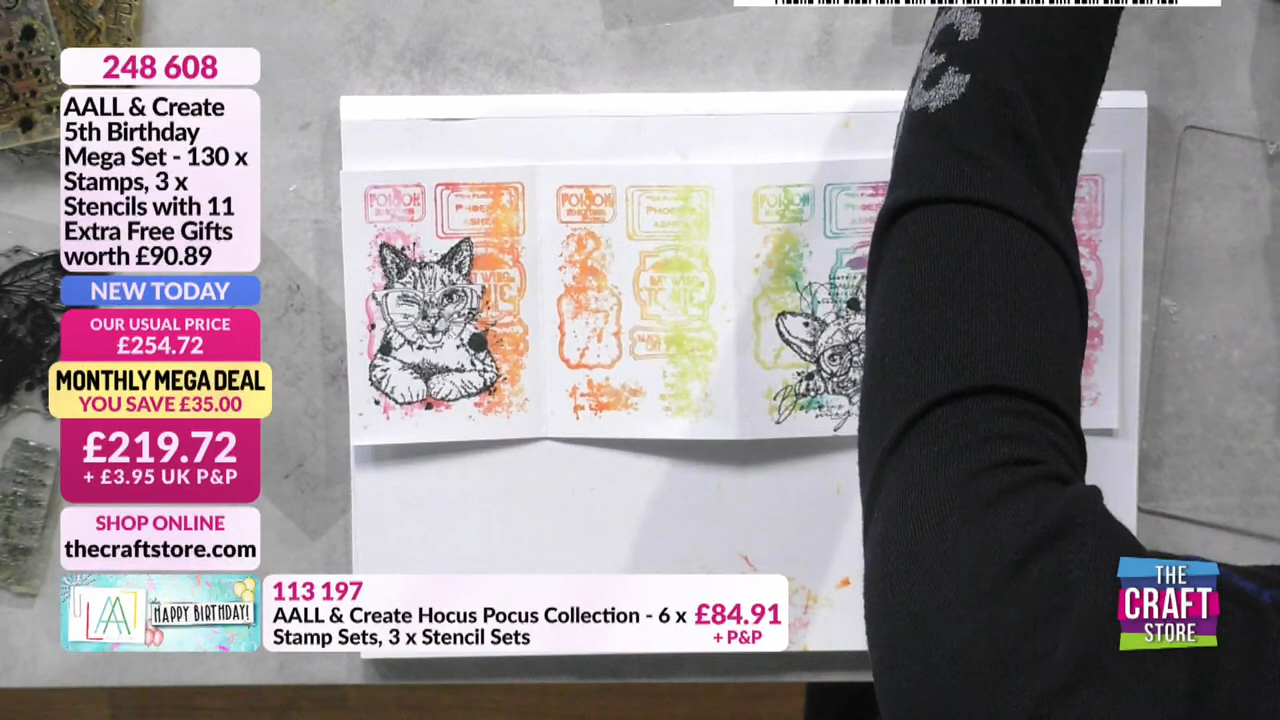 248 608
AALL & Create
5th Birthday
Mega Set - 130 x
Stamps, 3 x
Stencils with 11
Extra Free Gifts
worth £90.89
NEW TODAY
OUR USUAL PRICE
£254.72
MONTHLY MEGA DEAL
YOU SAVE £35.00
£219.72
+ £3.95 UK P&P
SHOP ONLINE
thecraftstore.com
HAPPY BIRTHDAY!
113 197
AALL & Create Hocus Pocus Collection - 6 x
Stamp Sets, 3 x Stencil Sets
£84.91
+ P&P
THE
CRAFT
STORE
POISON
POISON
POISON